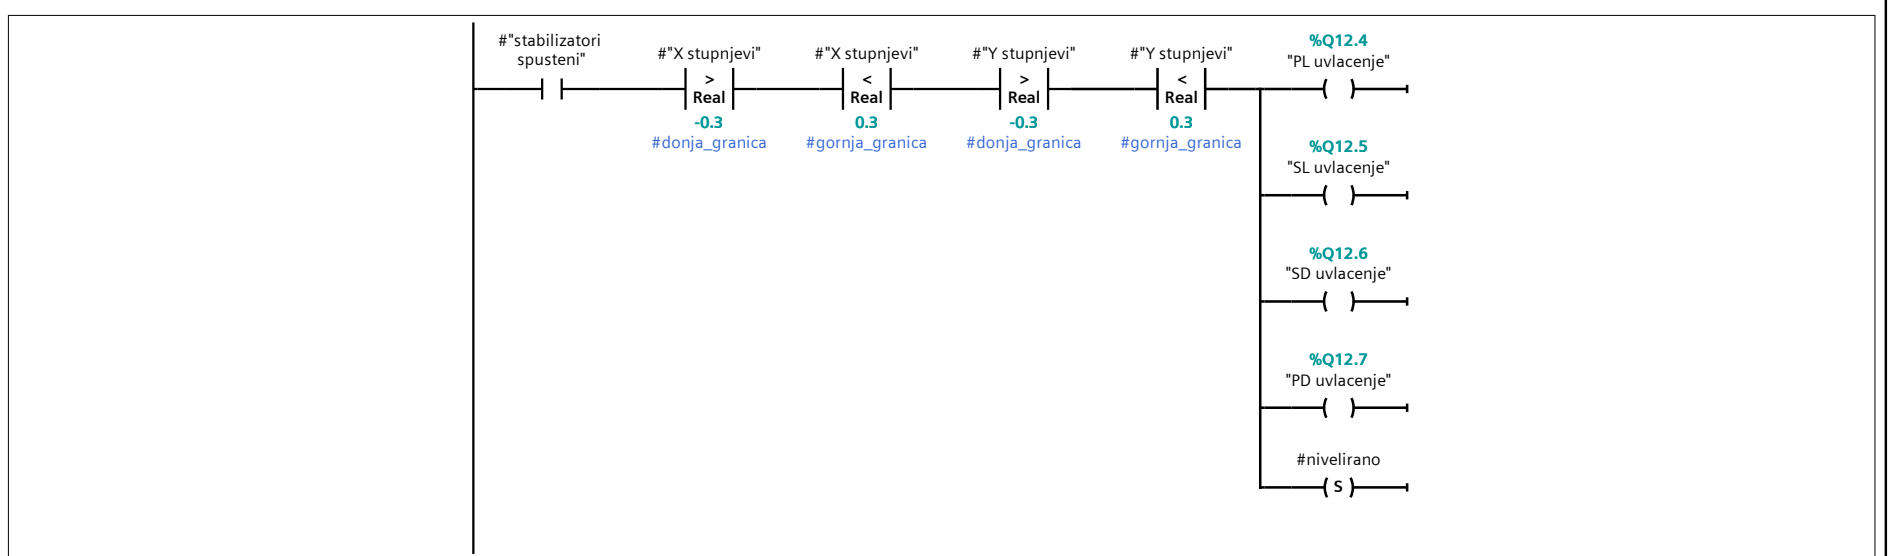 #"stabilizatori
spusteni"
#"X stupnjevi"
>
Real
-0.3
#donja_granica
#"X stupnjevi"
<
Real
0.3
#gornja_granica
#"Y stupnjevi"
>
Real
-0.3
#donja_granica
#"Y stupnjevi"
<
Real
0.3
#gornja_granica
%Q12.4
"PL uvlacenje"
%Q12.5
"SL uvlacenje"
%Q12.6
"SD uvlacenje"
%Q12.7
"PD uvlacenje"
#nivelirano
S